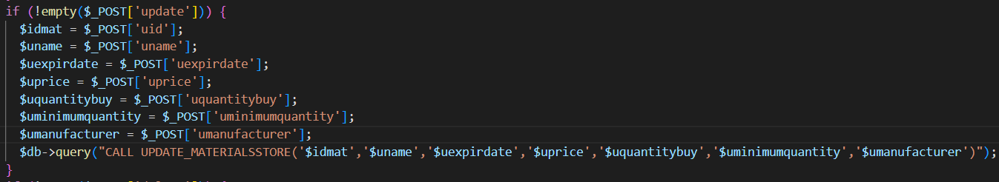 if (!empty($_POST['update'])) {
$idmat = $_POST['uid'];
$uname = $_POST['uname'];
$uexpirdate = $_POST['uexpirdate'];
$uprice = $_POST['uprice'];
$uquantitybuy = $_POST['uquantitybuy'];
$uminimumquantity = $_POST['uminimumquantity'];
$umanufacturer = $_POST['umanufacturer'];
$db->query("CALL UPDATE_MATERIALSSTORE('$idmat','$uname','$uexpirdate','$uprice','$uquantitybuy','$uminimumquantity','$umanufacturer')");
}